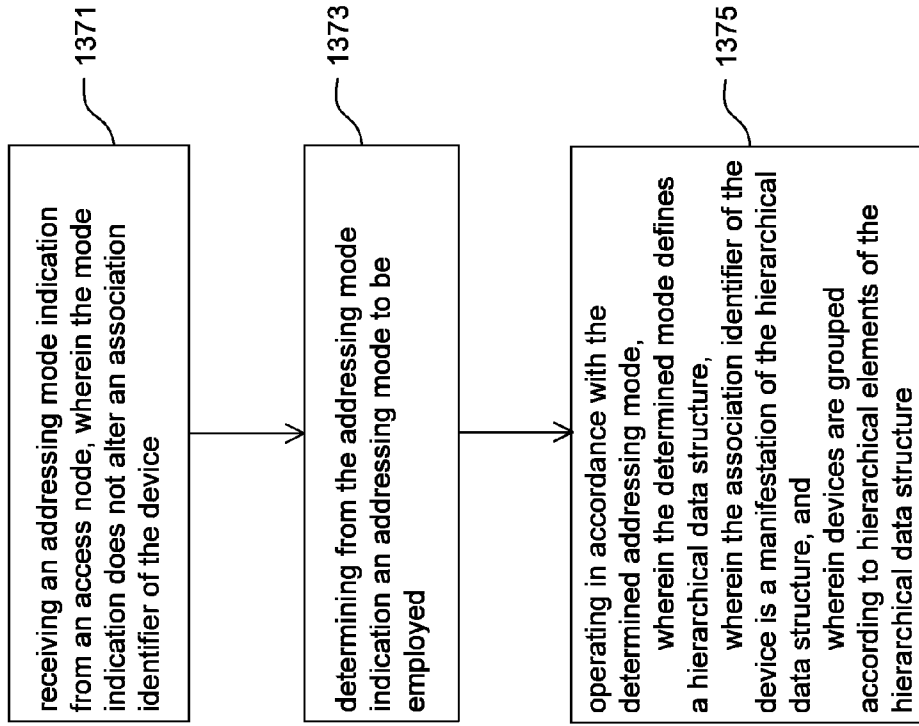 receiving an addressing mode indication
from an access node, wherein the mode
indication does not alter an association
identifier of the device
1371
determining from the addressing mode
indication an addressing mode to be
employed
1373
operating in accordance with the
determined addressing mode,
wherein the determined mode defines
a hierarchical data structure,
wherein the association identifier of the
device is a manifestation of the hierarchical
data structure, and
wherein devices are grouped
according to hierarchical elements of the
hierarchical data structure
1375